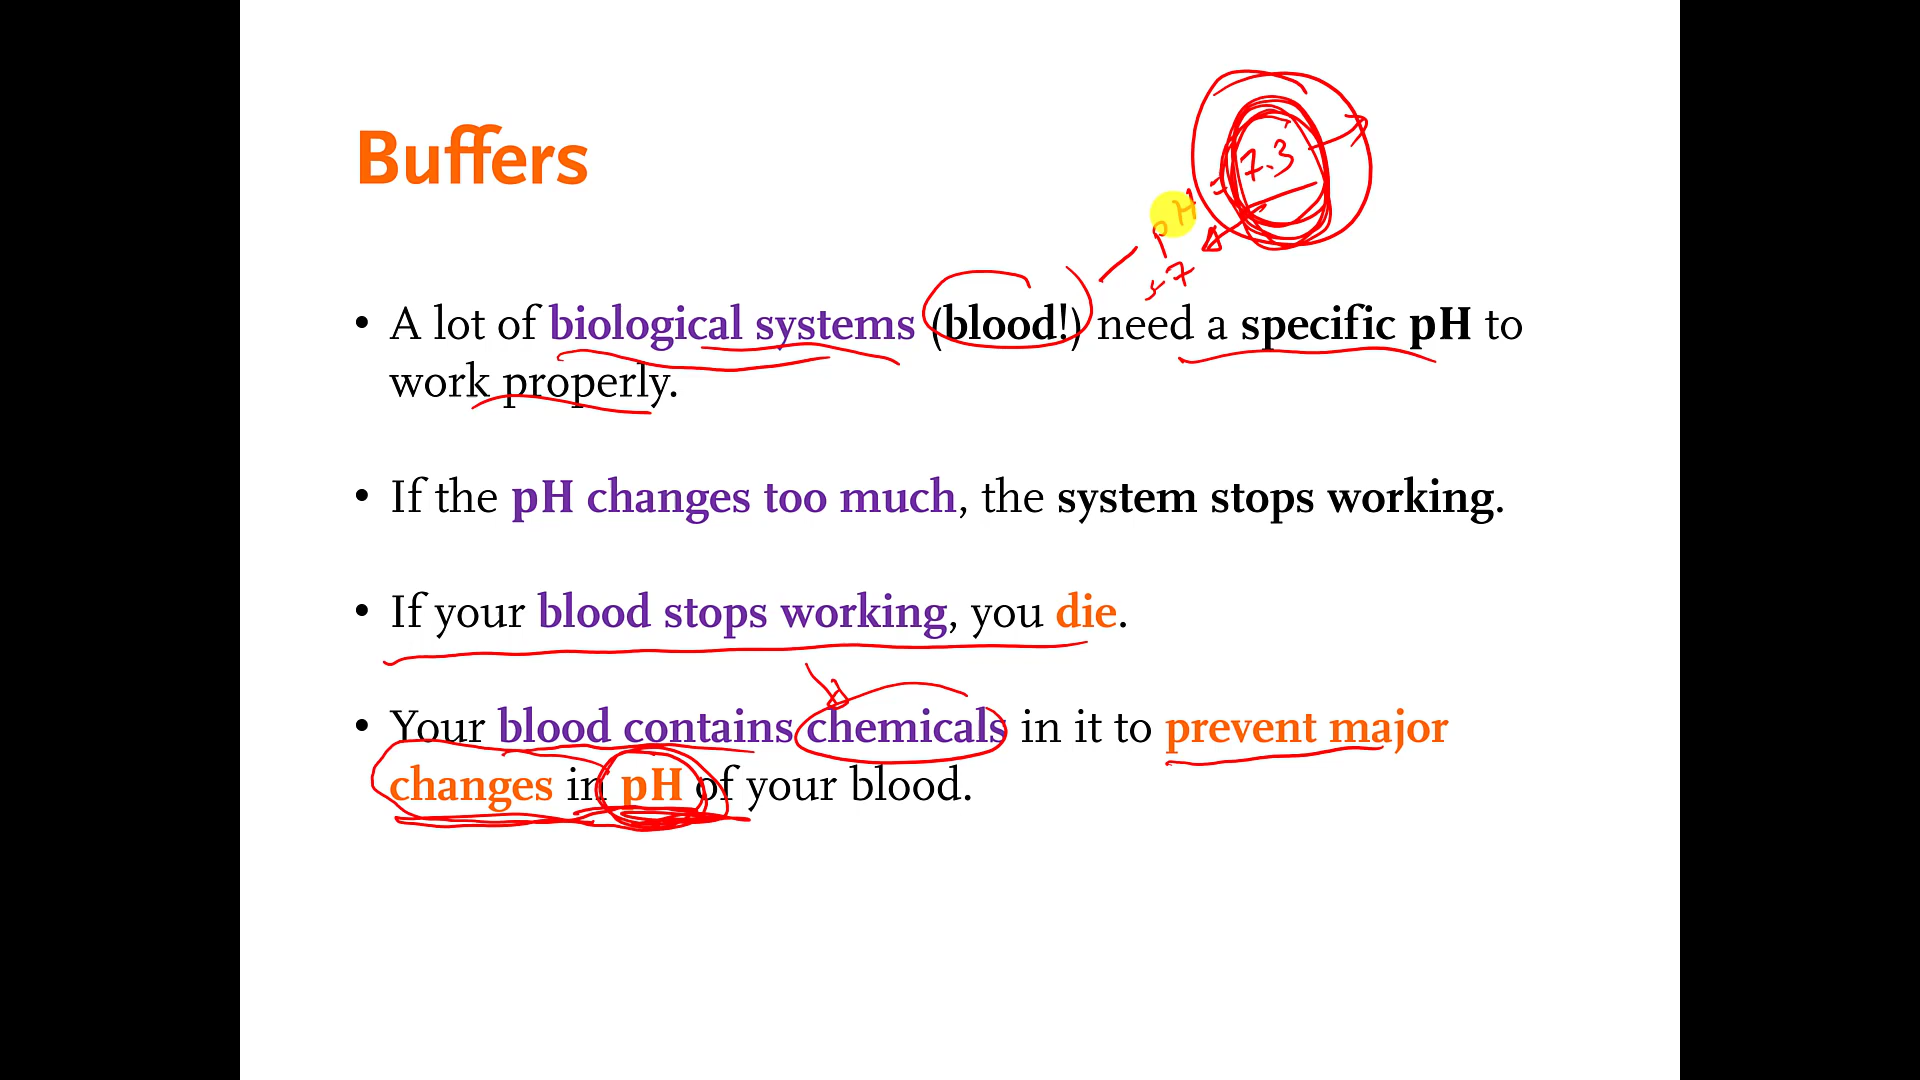 Buffers
pH = 7.3
<7
• A lot of biological systems (blood!) need a specific pH to
work properly.
• If the pH changes too much, the system stops working.
• If your blood stops working, you die.
• Your blood contains chemicals in it to prevent major
changes in pH of your blood.